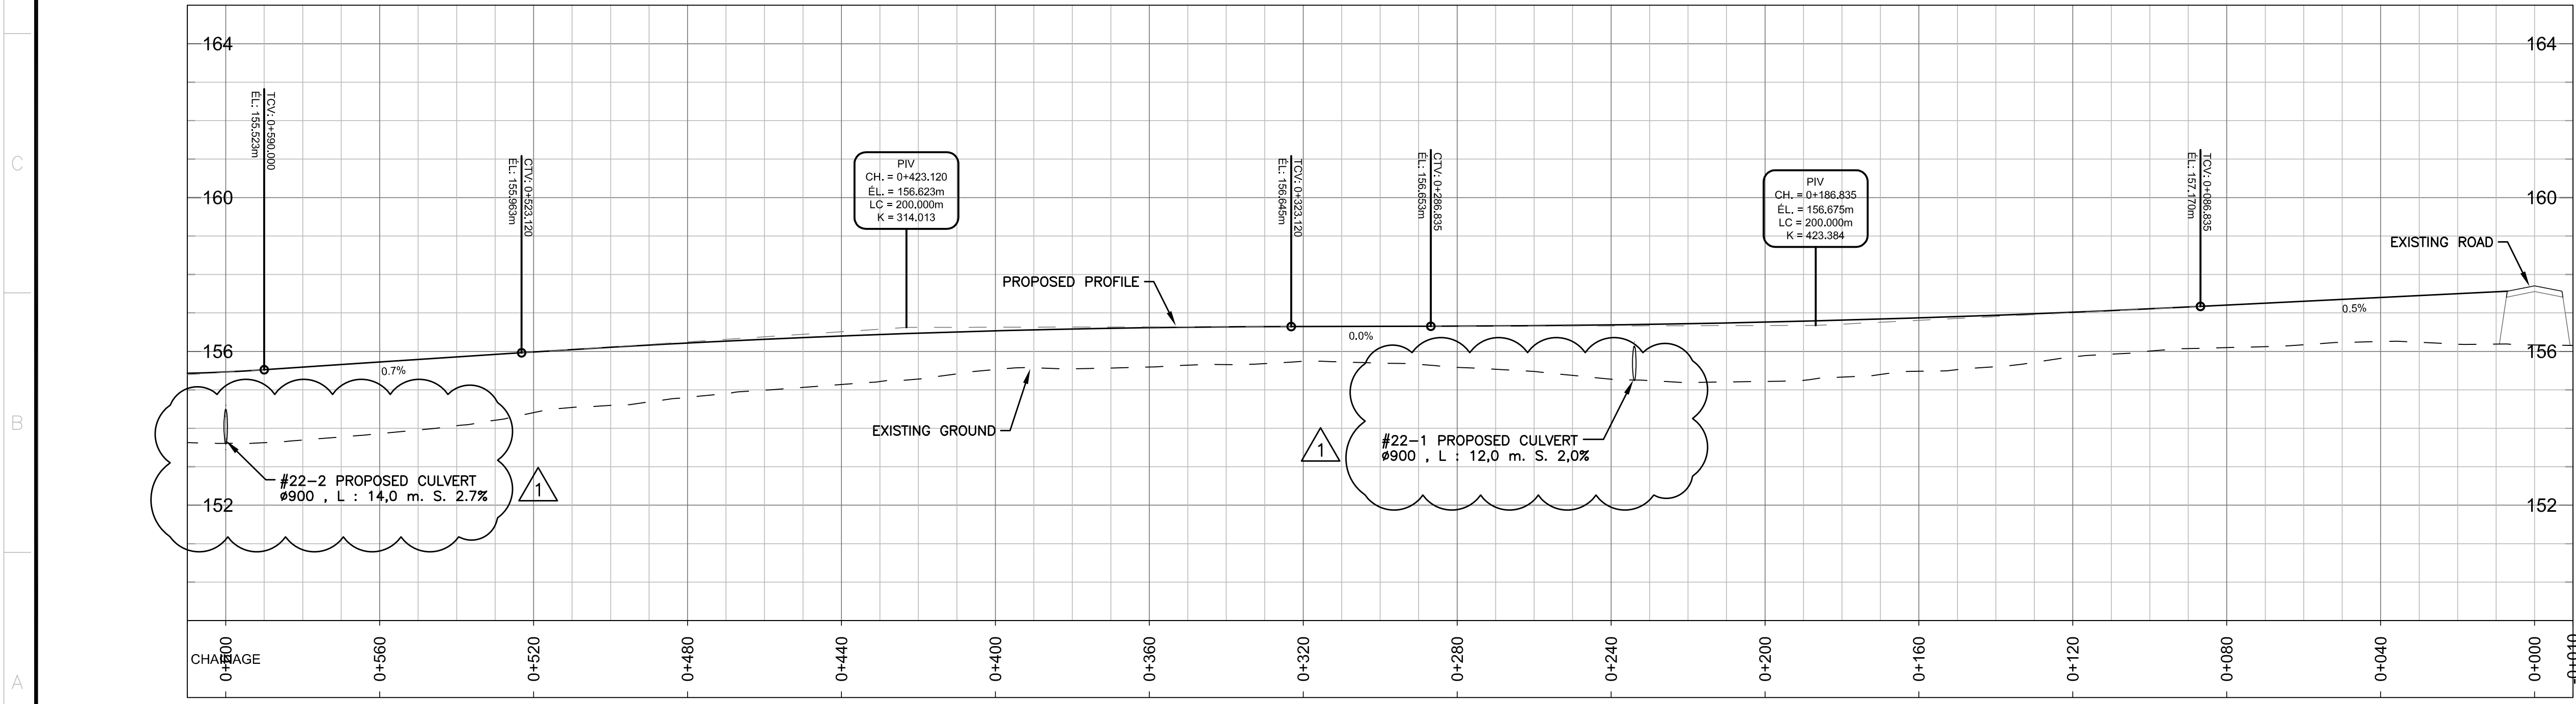 C
B
A
164
160
156
152
164
160
156
152
TCV: 0+590.000
ÉL: 155.523m
CTV: 0+523.120
ÉL: 155.963m
PIV
CH. = 0+423.120
ÉL. = 156.623m
LC = 200.000m
K = 314.013
TCV: 0+323.120
ÉL: 156.645m
CTV: 0+286.835
ÉL: 156.653m
PIV
CH. = 0+186.835
ÉL. = 156.675m
LC = 200.000m
K = 423.384
TCV: 0+086.835
ÉL: 157.170m
EXISTING ROAD
PROPOSED PROFILE
0.7%
0.0%
0.5%
EXISTING GROUND
#22-2 PROPOSED CULVERT
ø900 , L : 14,0 m. S. 2.7%
1
#22-1 PROPOSED CULVERT
ø900 , L : 12,0 m. S. 2,0%
1
CHAINAGE
0+600
0+560
0+520
0+480
0+440
0+400
0+360
0+320
0+280
0+240
0+200
0+160
0+120
0+080
0+040
0+000
-0+010